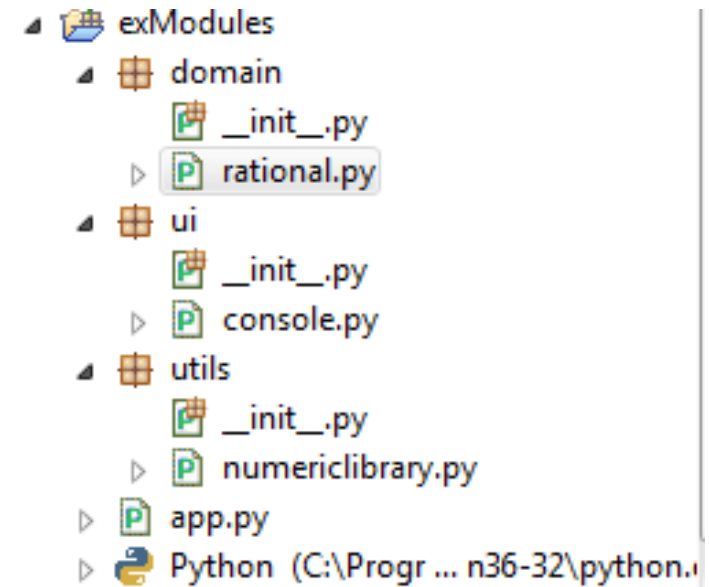 exModules
domain
__init__.py
rational.py
ui
__init__.py
console.py
utils
__init__.py
numericlibrary.py
app.py
Python (C:\Progr ... n36-32\python.